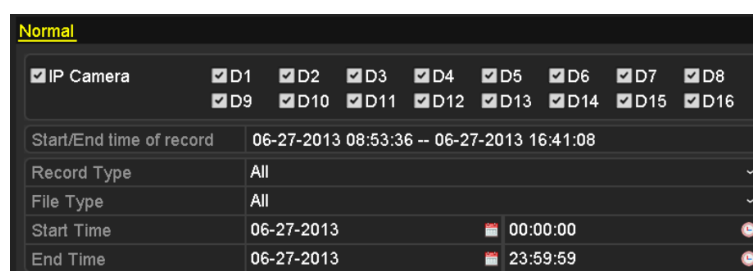 Normal
IP Camera D1 D2 D3 D4 D5 D6 D7 D8
D9 D10 D11 D12 D13 D14 D15 D16
Start/End time of record 06-27-2013 08:53:36 -- 06-27-2013 16:41:08
Record Type All
File Type All
Start Time 06-27-2013 00:00:00
End Time 06-27-2013 23:59:59